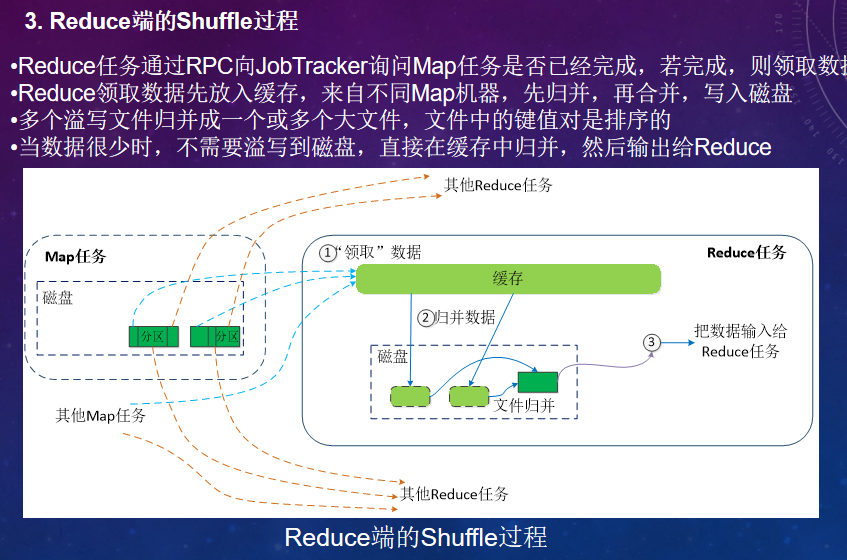 3. Reduce端的Shuffle过程
•Reduce任务通过RPC向JobTracker询问Map任务是否已经完成，若完成，则领取数据
•Reduce领取数据先放入缓存，来自不同Map机器，先归并，再合并，写入磁盘
•多个溢写文件归并成一个或多个大文件，文件中的键值对是排序的
•当数据很少时，不需要溢写到磁盘，直接在缓存中归并，然后输出给Reduce
其他Reduce任务
Map任务
①“领取”数据
Reduce任务
缓存
磁盘
分区
分区
②归并数据
③
把数据输入给
Reduce任务
磁盘
文件归并
其他Map任务
其他Reduce任务
Reduce端的Shuffle过程